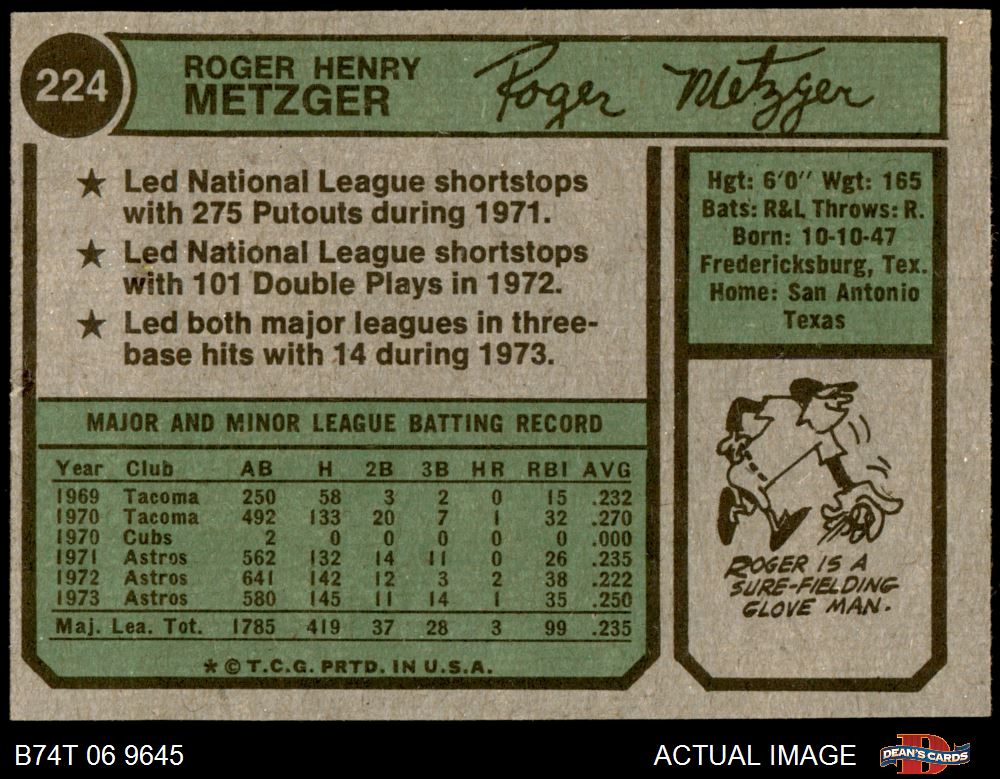 224
ROGER HENRY
METZGER
Roger Metzger
★ Led National League shortstops
with 275 Putouts during 1971.
★ Led National League shortstops
with 101 Double Plays in 1972.
★ Led both major leagues in three-
base hits with 14 during 1973.
Hgt: 6'0" Wgt: 165
Bats: R&L Throws: R.
Born: 10-10-47
Fredericksburg, Tex.
Home: San Antonio
Texas
MAJOR AND MINOR LEAGUE BATTING RECORD
Year Club AB H 2B 3B HR RBI AVG
1969 Tacoma 250 58 3 2 0 15 .232
1970 Tacoma 492 133 20 7 1 32 .270
1970 Cubs 2 0 0 0 0 0 .000
1971 Astros 562 132 14 11 0 26 .235
1972 Astros 641 142 12 3 2 38 .222
1973 Astros 580 145 11 14 1 35 .250
Maj. Lea. Tot. 1785 419 37 28 3 99 .235
* © T.C.G. PRTD. IN U.S.A.
ROGER IS A
SURE-FIELDING
GLOVE MAN.
B74T 06 9645
ACTUAL IMAGE
DEAN'S CARDS